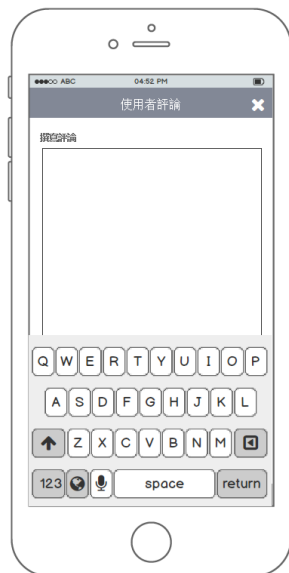 ABC 04:52 PM
使用者評論
撰寫評論
Q W E R T Y U I O P
A S D F G H J K L
Z X C V B N M
123 space return